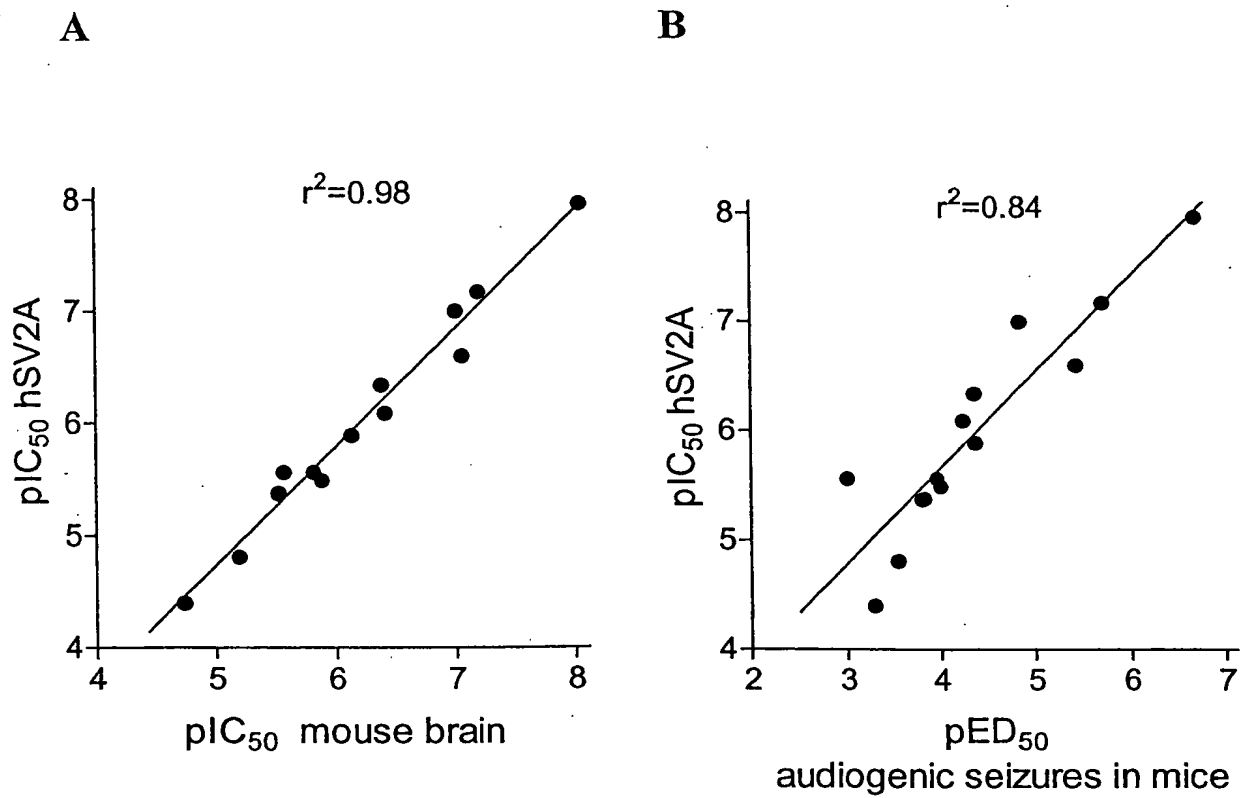 A
B
r²=0.98
8
7
6
5
4
pIC₅₀ hSV2A
4 5 6 7 8
pIC₅₀ mouse brain
r²=0.84
8
7
6
5
4
pIC₅₀ hSV2A
2 3 4 5 6 7
pED₅₀
audiogenic seizures in mice